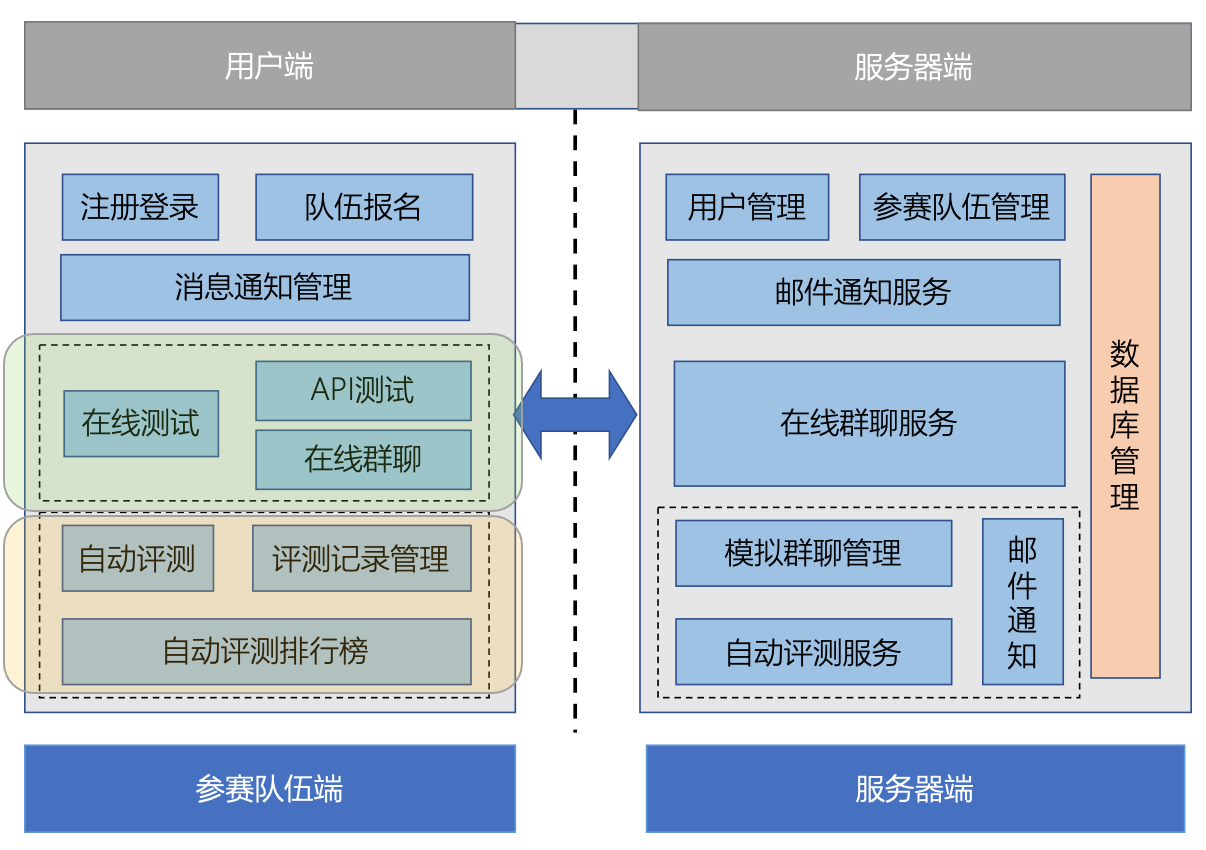 用户端
服务器端
注册登录
队伍报名
消息通知管理
在线测试
API测试
在线群聊
自动评测
评测记录管理
自动评测排行榜
用户管理
参赛队伍管理
邮件通知服务
在线群聊服务
模拟群聊管理
自动评测服务
邮
件
通
知
数
据
库
管
理
参赛队伍端
服务器端